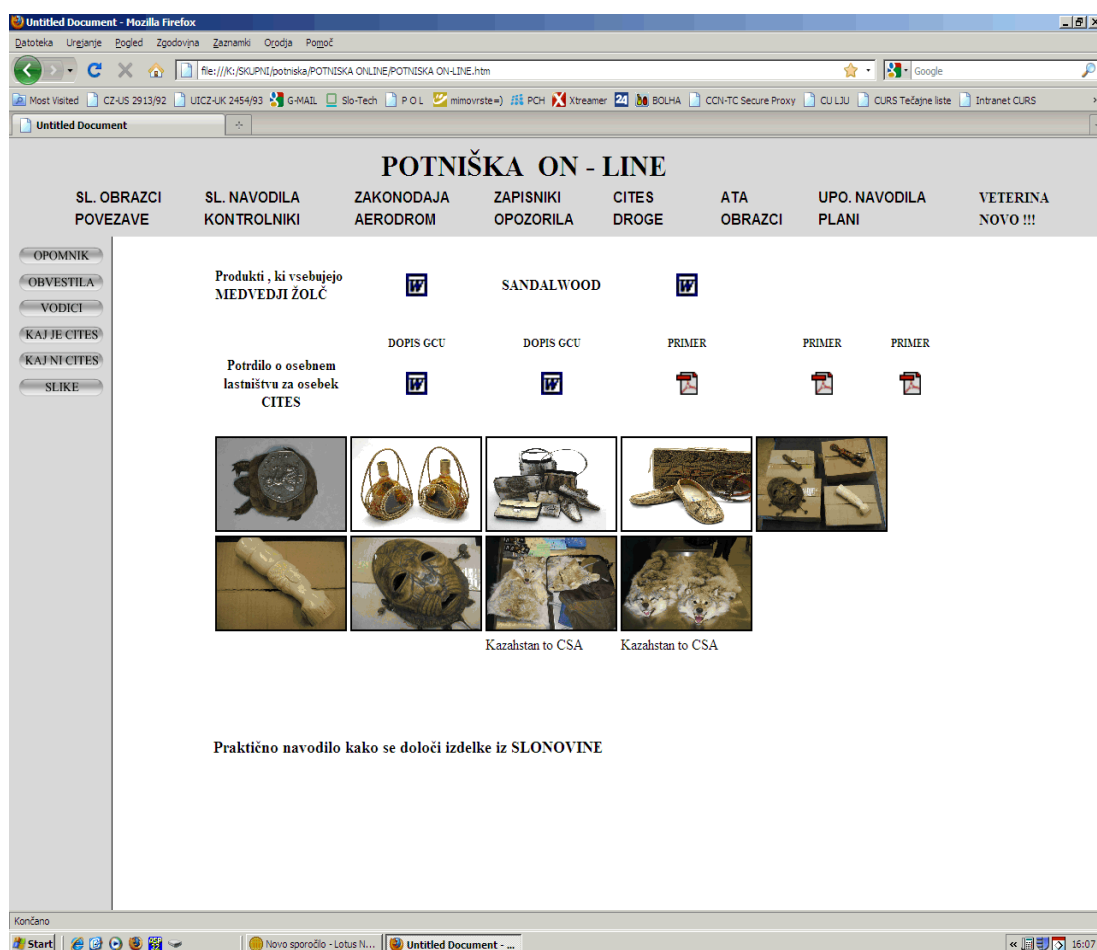 Untitled Document - Mozilla Firefox
Datoteka Urejanje Pogled Zgodovina Zaznamki Orodja Pomoč
file:///K:/SKUPNI/potniska/POTNISKA ONLINE/POTNISKA ON-LINE.htm
Google
Most Visited CZ-US 2913/92 UICZ-UK 2454/93 G-MAIL Slo-Tech P O L mimovrste=) PCH Xtreamer 24 BOLHA CCN-TC Secure Proxy CU LJU CURS Tečajne liste Intranet CURS
Untitled Document
POTNIŠKA ON - LINE
SL. OBRAZCI SL. NAVODILA ZAKONODAJA ZAPISNIKI CITES ATA UPO. NAVODILA VETERINA
POVEZAVE KONTROLNIKI AERODROM OPOZORILA DROGE OBRAZCI PLANI NOVO !!!
OPOMNIK
OBVESTILA
VODICI
KAJ JE CITES
KAJ NI CITES
SLIKE
Produkti , ki vsebujejo
MEDVEDJI ŽOLČ
SANDALWOOD
DOPIS GCU DOPIS GCU PRIMER PRIMER PRIMER
Potrdilo o osebnem
lastništvu za osebek
CITES
Kazahstan to CSA Kazahstan to CSA
Praktično navodilo kako se določi izdelke iz SLONOVINE
Končano
Start Novo sporočilo - Lotus N... Untitled Document - ... 16:07